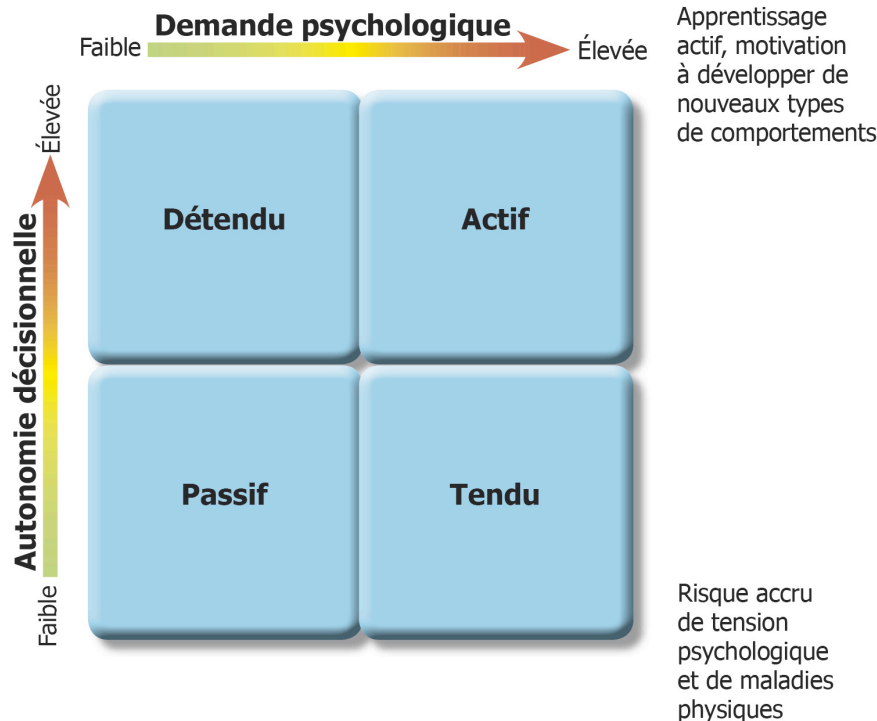 Demande psychologique
Faible
Élevée
Apprentissage
actif, motivation
à développer de
nouveaux types
de comportements
Autonomie décisionnelle
Élevée
Faible
Détendu
Actif
Passif
Tendu
Risque accru
de tension
psychologique
et de maladies
physiques